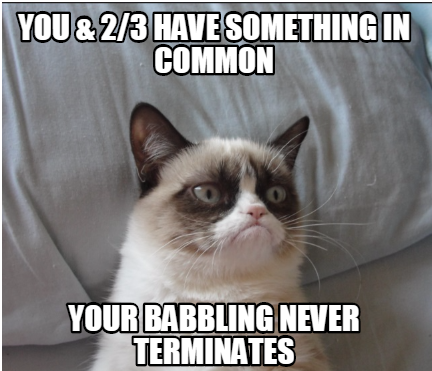 YOU & 2/3 HAVE SOMETHING IN
COMMON
YOUR BABBLING NEVER
TERMINATES